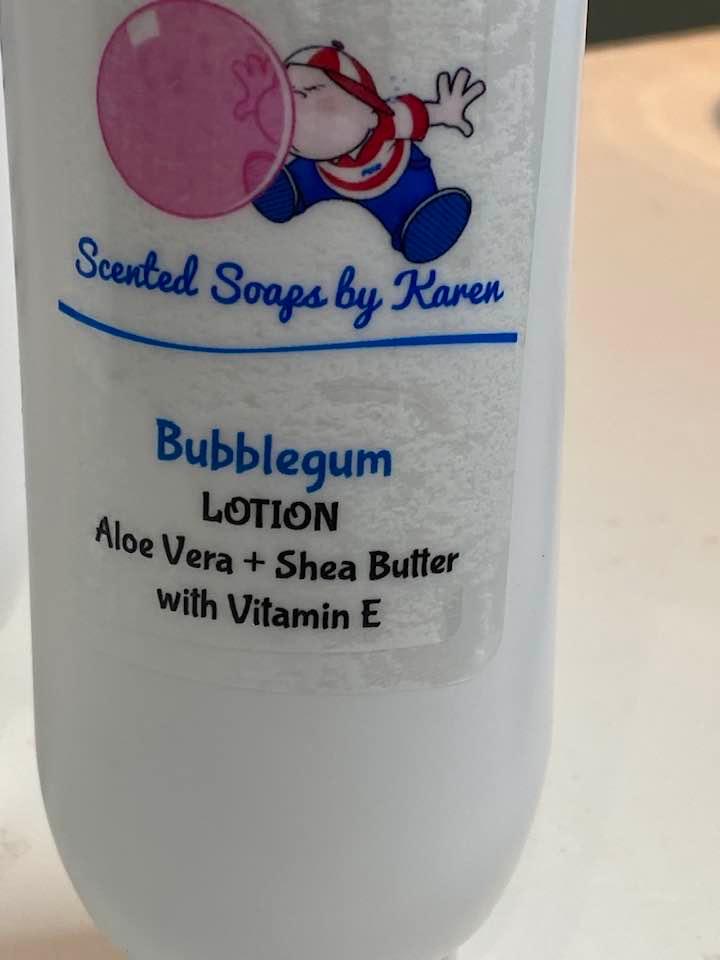 Scented Soaps by Karen
Bubblegum
LOTION
Aloe Vera + Shea Butter
with Vitamin E